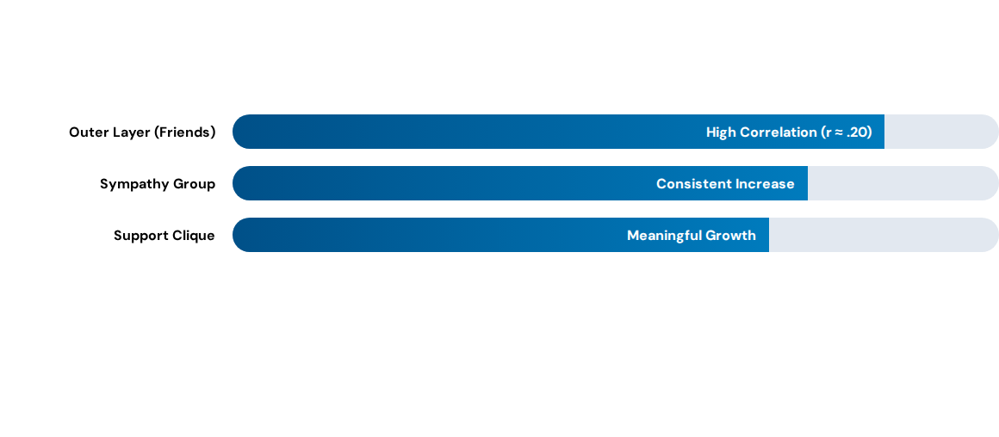 Outer Layer (Friends)
High Correlation (r ≈ .20)
Sympathy Group
Consistent Increase
Support Clique
Meaningful Growth